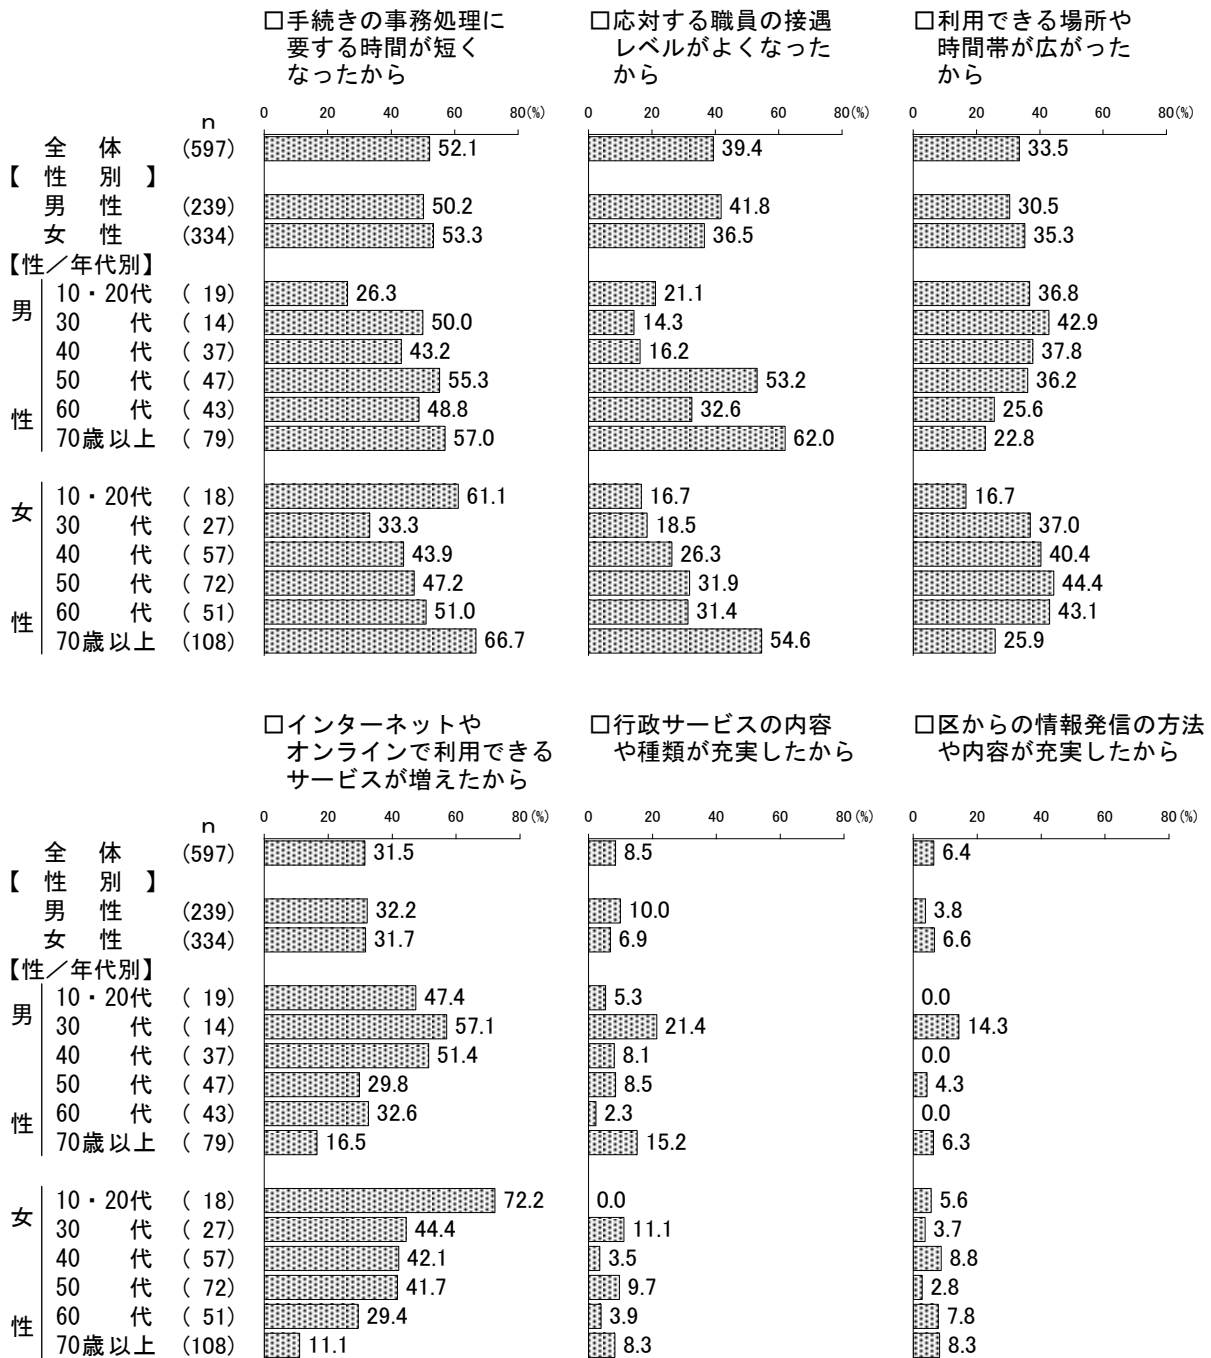 □手続きの事務処理に □応対する職員の接遇 □利用できる場所や
要する時間が短く レベルがよくなった 時間帯が広がった
なったから から から
0 20 40 60 80(%) 0 20 40 60 80(%) 0 20 40 60 80(%)
n
全 体 (597) 52.1 39.4 33.5
【 性 別 】
男 性 (239) 50.2 41.8 30.5
女 性 (334) 53.3 36.5 35.3
【性/年代別】
男 10・20代 ( 19) 26.3 21.1 36.8
30 代 ( 14) 50.0 14.3 42.9
40 代 ( 37) 43.2 16.2 37.8
50 代 ( 47) 55.3 53.2 36.2
性 60 代 ( 43) 48.8 32.6 25.6
70歳以上 ( 79) 57.0 62.0 22.8
女 10・20代 ( 18) 61.1 16.7 16.7
30 代 ( 27) 33.3 18.5 37.0
40 代 ( 57) 43.9 26.3 40.4
50 代 ( 72) 47.2 31.9 44.4
性 60 代 ( 51) 51.0 31.4 43.1
70歳以上 (108) 66.7 54.6 25.9
□インターネットや □行政サービスの内容 □区からの情報発信の方法
オンラインで利用できる や種類が充実したから や内容が充実したから
サービスが増えたから
0 20 40 60 80(%) 0 20 40 60 80(%) 0 20 40 60 80(%)
n
全 体 (597) 31.5 8.5 6.4
【 性 別 】
男 性 (239) 32.2 10.0 3.8
女 性 (334) 31.7 6.9 6.6
【性/年代別】
男 10・20代 ( 19) 47.4 5.3 0.0
30 代 ( 14) 57.1 21.4 14.3
40 代 ( 37) 51.4 8.1 0.0
50 代 ( 47) 29.8 8.5 4.3
性 60 代 ( 43) 32.6 2.3 0.0
70歳以上 ( 79) 16.5 15.2 6.3
女 10・20代 ( 18) 72.2 0.0 5.6
30 代 ( 27) 44.4 11.1 3.7
40 代 ( 57) 42.1 3.5 8.8
50 代 ( 72) 41.7 9.7 2.8
性 60 代 ( 51) 29.4 3.9 7.8
70歳以上 (108) 11.1 8.3 8.3